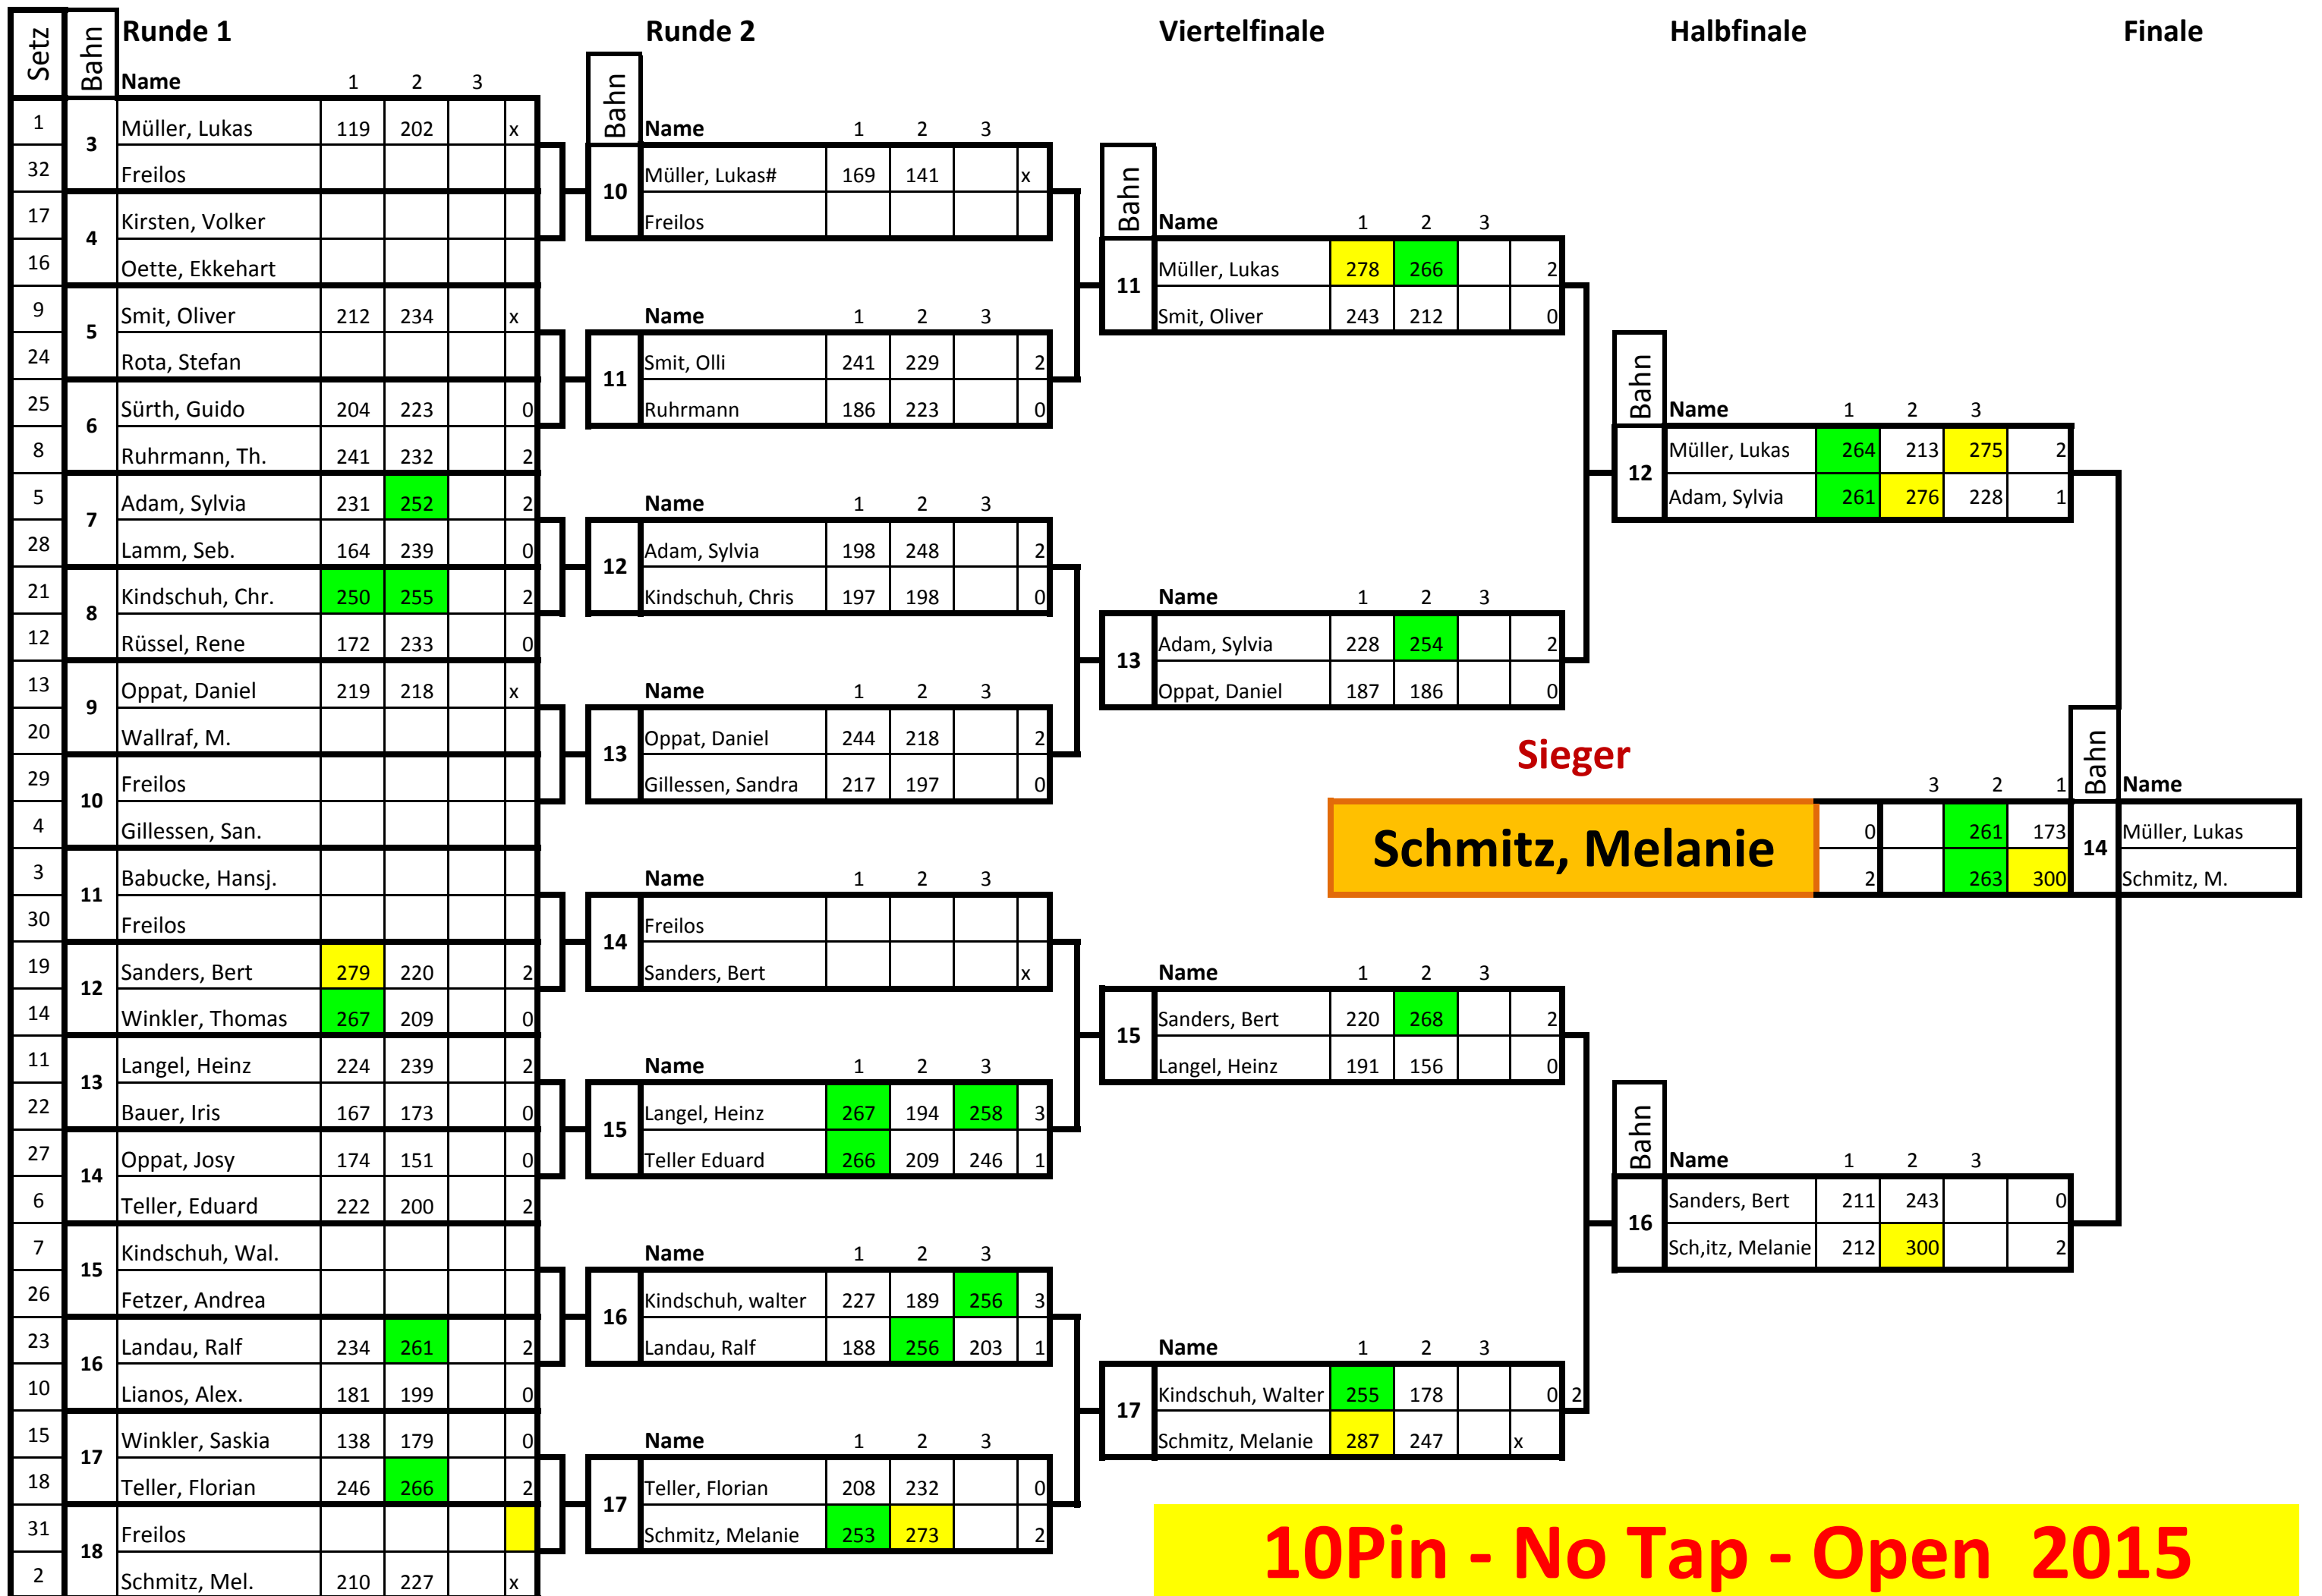 Setz Bahn Runde 1 Runde 2 Viertelfinale Halbfinale Finale
Name 1 2 3
1 3 Müller, Lukas 119 202 x
32 Freilos
17 4 Kirsten, Volker
16 Oette, Ekkehart
9 5 Smit, Oliver 212 234 x
24 Rota, Stefan
25 6 Sürth, Guido 204 223 0
8 Ruhrmann, Th. 241 232 2
5 7 Adam, Sylvia 231 252 2
28 Lamm, Seb. 164 239 0
21 8 Kindschuh, Chr. 250 255 2
12 Rüssel, Rene 172 233 0
13 9 Oppat, Daniel 219 218 x
20 Wallraf, M.
29 10 Freilos
4 Gillessen, San.
3 11 Babucke, Hansj.
30 Freilos
19 12 Sanders, Bert 279 220 2
14 Winkler, Thomas 267 209 0
11 13 Langel, Heinz 224 239 2
22 Bauer, Iris 167 173 0
27 14 Oppat, Josy 174 151 0
6 Teller, Eduard 222 200 2
7 15 Kindschuh, Wal.
26 Fetzer, Andrea
23 16 Landau, Ralf 234 261 2
10 Lianos, Alex. 181 199 0
15 17 Winkler, Saskia 138 179 0
18 Teller, Florian 246 266 2
31 18 Freilos
2 Schmitz, Mel. 210 227 x
Bahn Name 1 2 3
10 Müller, Lukas# 169 141 x
Freilos
Name 1 2 3
11 Smit, Olli 241 229 2
Ruhrmann 186 223 0
Name 1 2 3
12 Adam, Sylvia 198 248 2
Kindschuh, Chris 197 198 0
Name 1 2 3
13 Oppat, Daniel 244 218 2
Gillessen, Sandra 217 197 0
Name 1 2 3
14 Freilos
Sanders, Bert x
Name 1 2 3
15 Langel, Heinz 267 194 258 3
Teller Eduard 266 209 246 1
Name 1 2 3
16 Kindschuh, walter 227 189 256 3
Landau, Ralf 188 256 203 1
Name 1 2 3
17 Teller, Florian 208 232 0
Schmitz, Melanie 253 273 2
Bahn Name 1 2 3
11 Müller, Lukas 278 266 2
Smit, Oliver 243 212 0
Name 1 2 3
13 Adam, Sylvia 228 254 2
Oppat, Daniel 187 186 0
Name 1 2 3
15 Sanders, Bert 220 268 2
Langel, Heinz 191 156 0
Name 1 2 3
17 Kindschuh, Walter 255 178 0 2
Schmitz, Melanie 287 247 x
Bahn Name 1 2 3
12 Müller, Lukas 264 213 275 2
Adam, Sylvia 261 276 228 1
Bahn Name 1 2 3
16 Sanders, Bert 211 243 0
Sch,itz, Melanie 212 300 2
Sieger
Schmitz, Melanie
3 2 1 Bahn Name
0 261 173 14 Müller, Lukas
2 263 300 Schmitz, M.
10Pin - No Tap - Open 2015